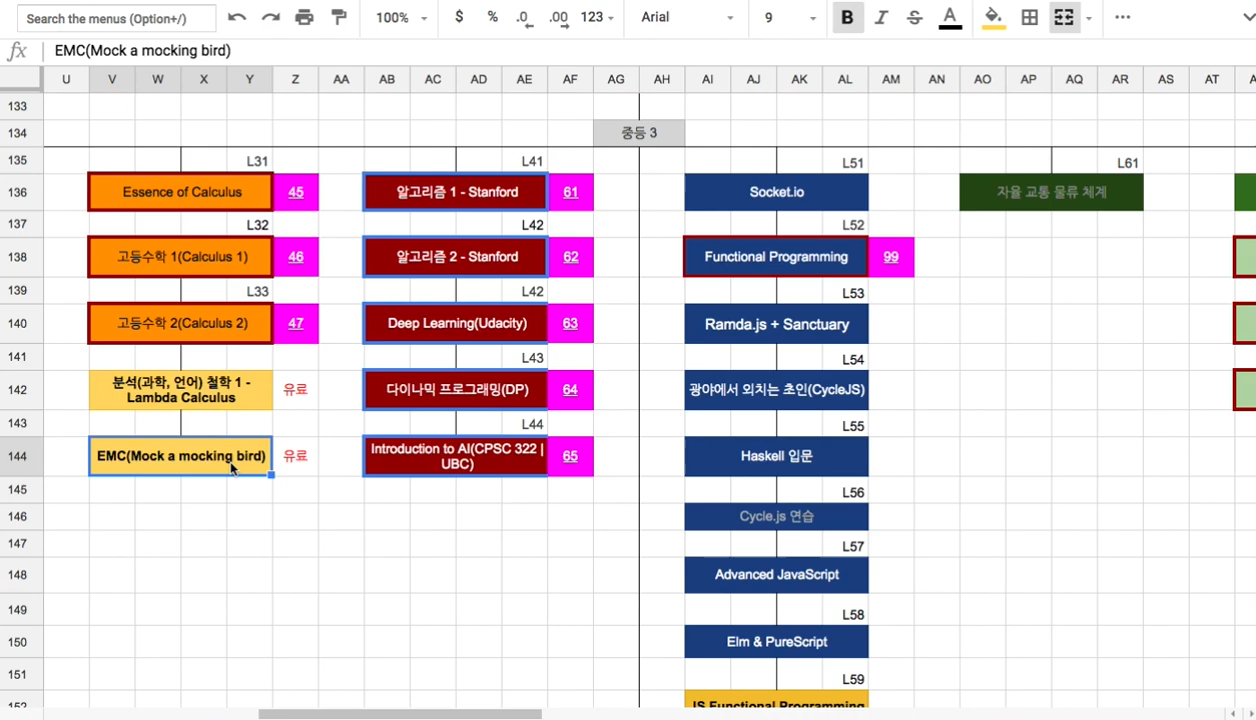 Search the menus (Option+/)
100%
$ % .0 .00 123
Arial
9
B I S A
fx EMC(Mock a mocking bird)
U V W X Y Z AA AB AC AD AE AF AG AH AI AJ AK AL AM AN AO AP AQ AR AS AT
133
134 중등 3
135 L31 L41 L51 L61
136 Essence of Calculus 45 알고리즘 1 - Stanford 61 Socket.io 자율 교통 물류 체계
137 L32 L42 L52
138 고등수학 1(Calculus 1) 46 알고리즘 2 - Stanford 62 Functional Programming 99
139 L33 L42 L53
140 고등수학 2(Calculus 2) 47 Deep Learning(Udacity) 63 Ramda.js + Sanctuary
141 L43 L54
142 분석(과학, 언어) 철학 1 -
Lambda Calculus 유료 다이나믹 프로그래밍(DP) 64 광야에서 외치는 초인(CycleJS)
143 L44 L55
144 EMC(Mock a mocking bird) 유료 Introduction to AI(CPSC 322 |
UBC) 65 Haskell 입문
145 L56
146 Cycle.js 연습
147 L57
148 Advanced JavaScript
149 L58
150 Elm & PureScript
151 L59
152 JS Functional Programming